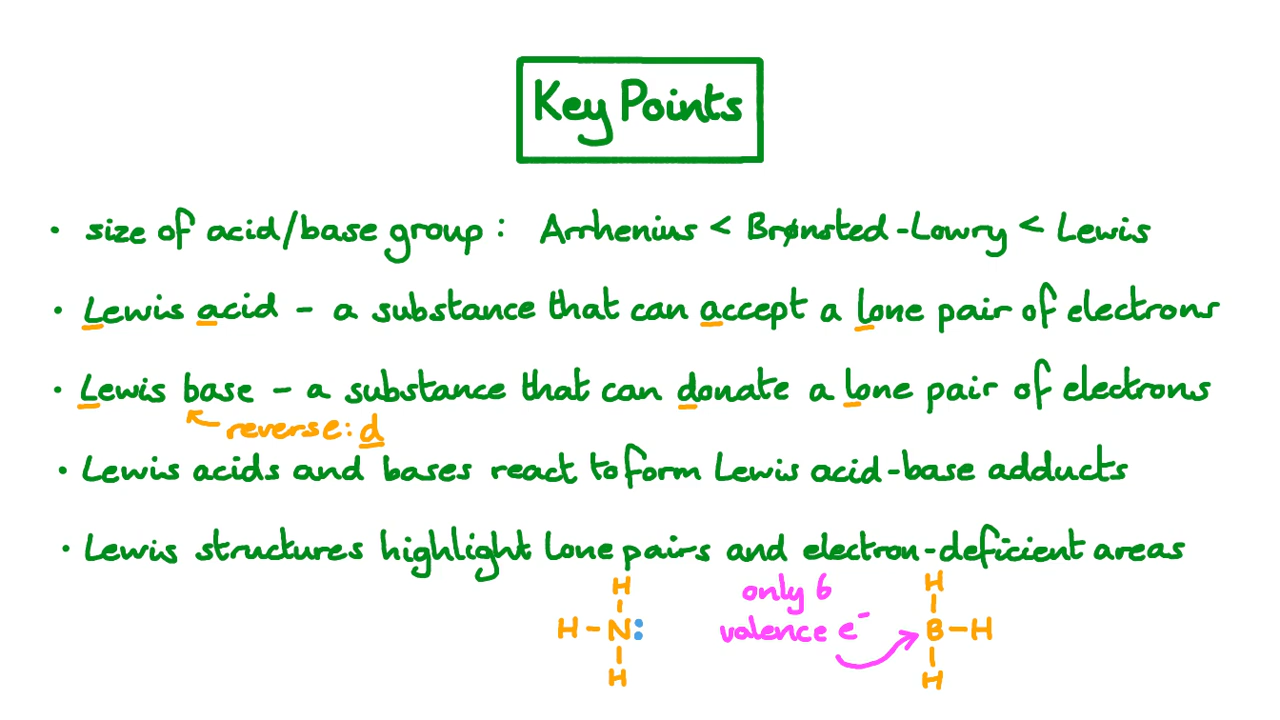 Key Points
• size of acid/base group: Arrhenius < Brønsted-Lowry < Lewis
• Lewis acid – a substance that can accept a lone pair of electrons
• Lewis base – a substance that can donate a lone pair of electrons
reverse: d
• Lewis acids and bases react to form Lewis acid-base adducts
• Lewis structures highlight lone pairs and electron-deficient areas
H
H–N:
H
only 6
valence e⁻
H
B–H
H